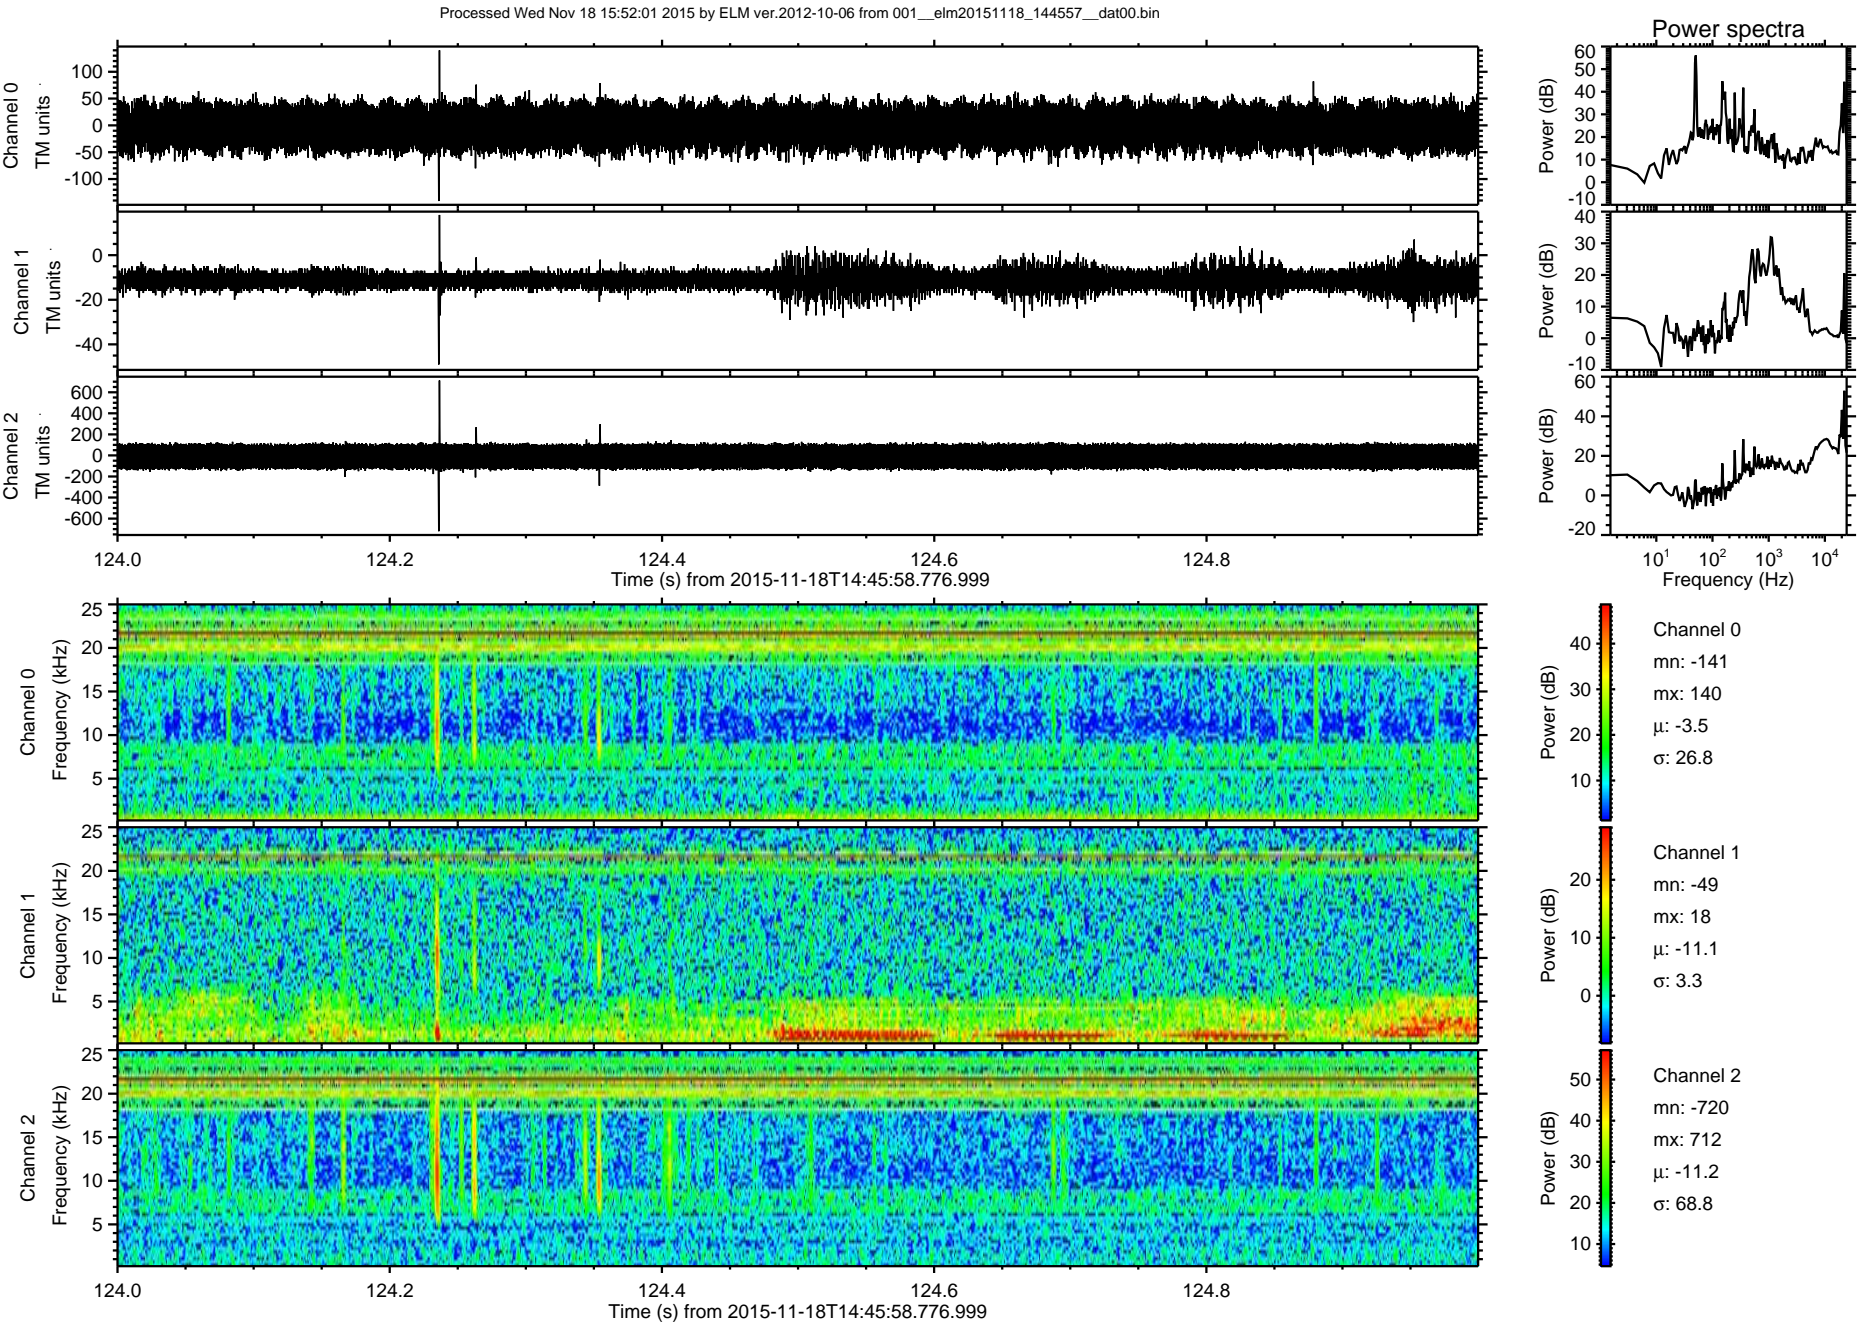 Processed Wed Nov 18 15:52:01 2015 by ELM ver.2012-10-06 from 001__elm20151118_144557__dat00.bin
Power spectra
Channel 0
TM units
100
50
0
-50
-100
Power (dB)
60
50
40
30
20
10
0
-10
Channel 1
TM units
0
-20
-40
Power (dB)
40
30
20
10
0
-10
Channel 2
TM units
600
400
200
0
-200
-400
-600
Power (dB)
60
40
20
0
-20
124.0
124.2
124.4
124.6
124.8
Time (s) from 2015-11-18T14:45:58.776.999
10^1
10^2
10^3
10^4
Frequency (Hz)
Channel 0
Frequency (kHz)
25
20
15
10
5
Power (dB)
40
30
20
10
Channel 0
mn: -141
mx: 140
μ: -3.5
σ: 26.8
Channel 1
Frequency (kHz)
25
20
15
10
5
Power (dB)
20
10
0
Channel 1
mn: -49
mx: 18
μ: -11.1
σ: 3.3
Channel 2
Frequency (kHz)
25
20
15
10
5
Power (dB)
50
40
30
20
10
Channel 2
mn: -720
mx: 712
μ: -11.2
σ: 68.8
124.0
124.2
124.4
124.6
124.8
Time (s) from 2015-11-18T14:45:58.776.999